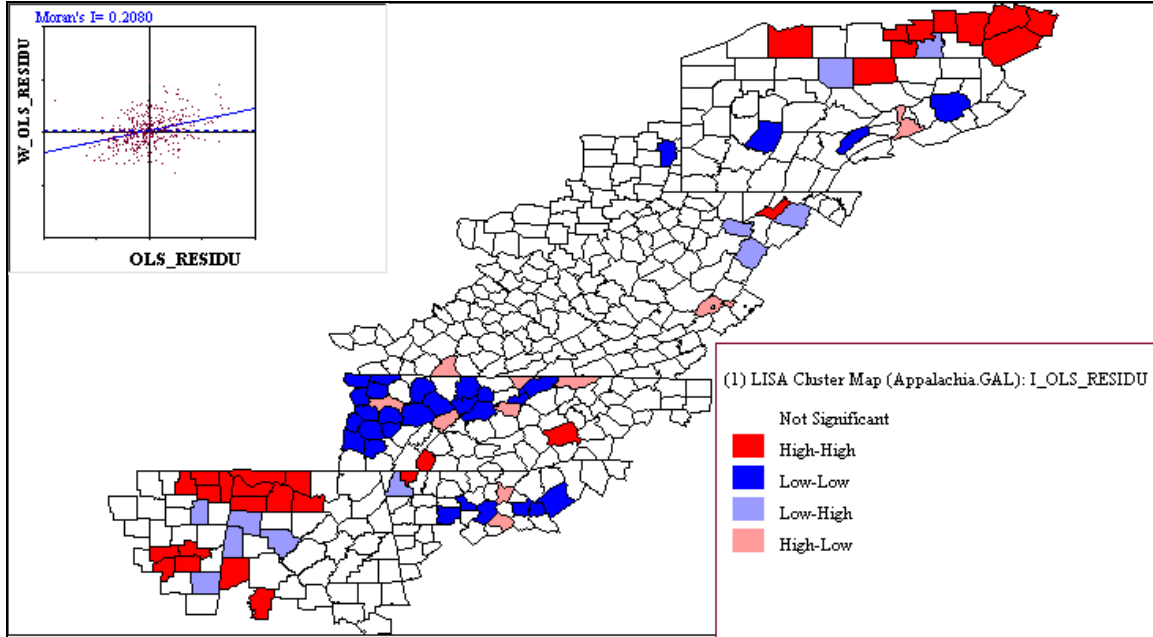 Moran's I= 0.2080
W_OLS_RESIDU
OLS_RESIDU
(1) LISA Cluster Map (Appalachia.GAL): I_OLS_RESIDU
Not Significant
High-High
Low-Low
Low-High
High-Low